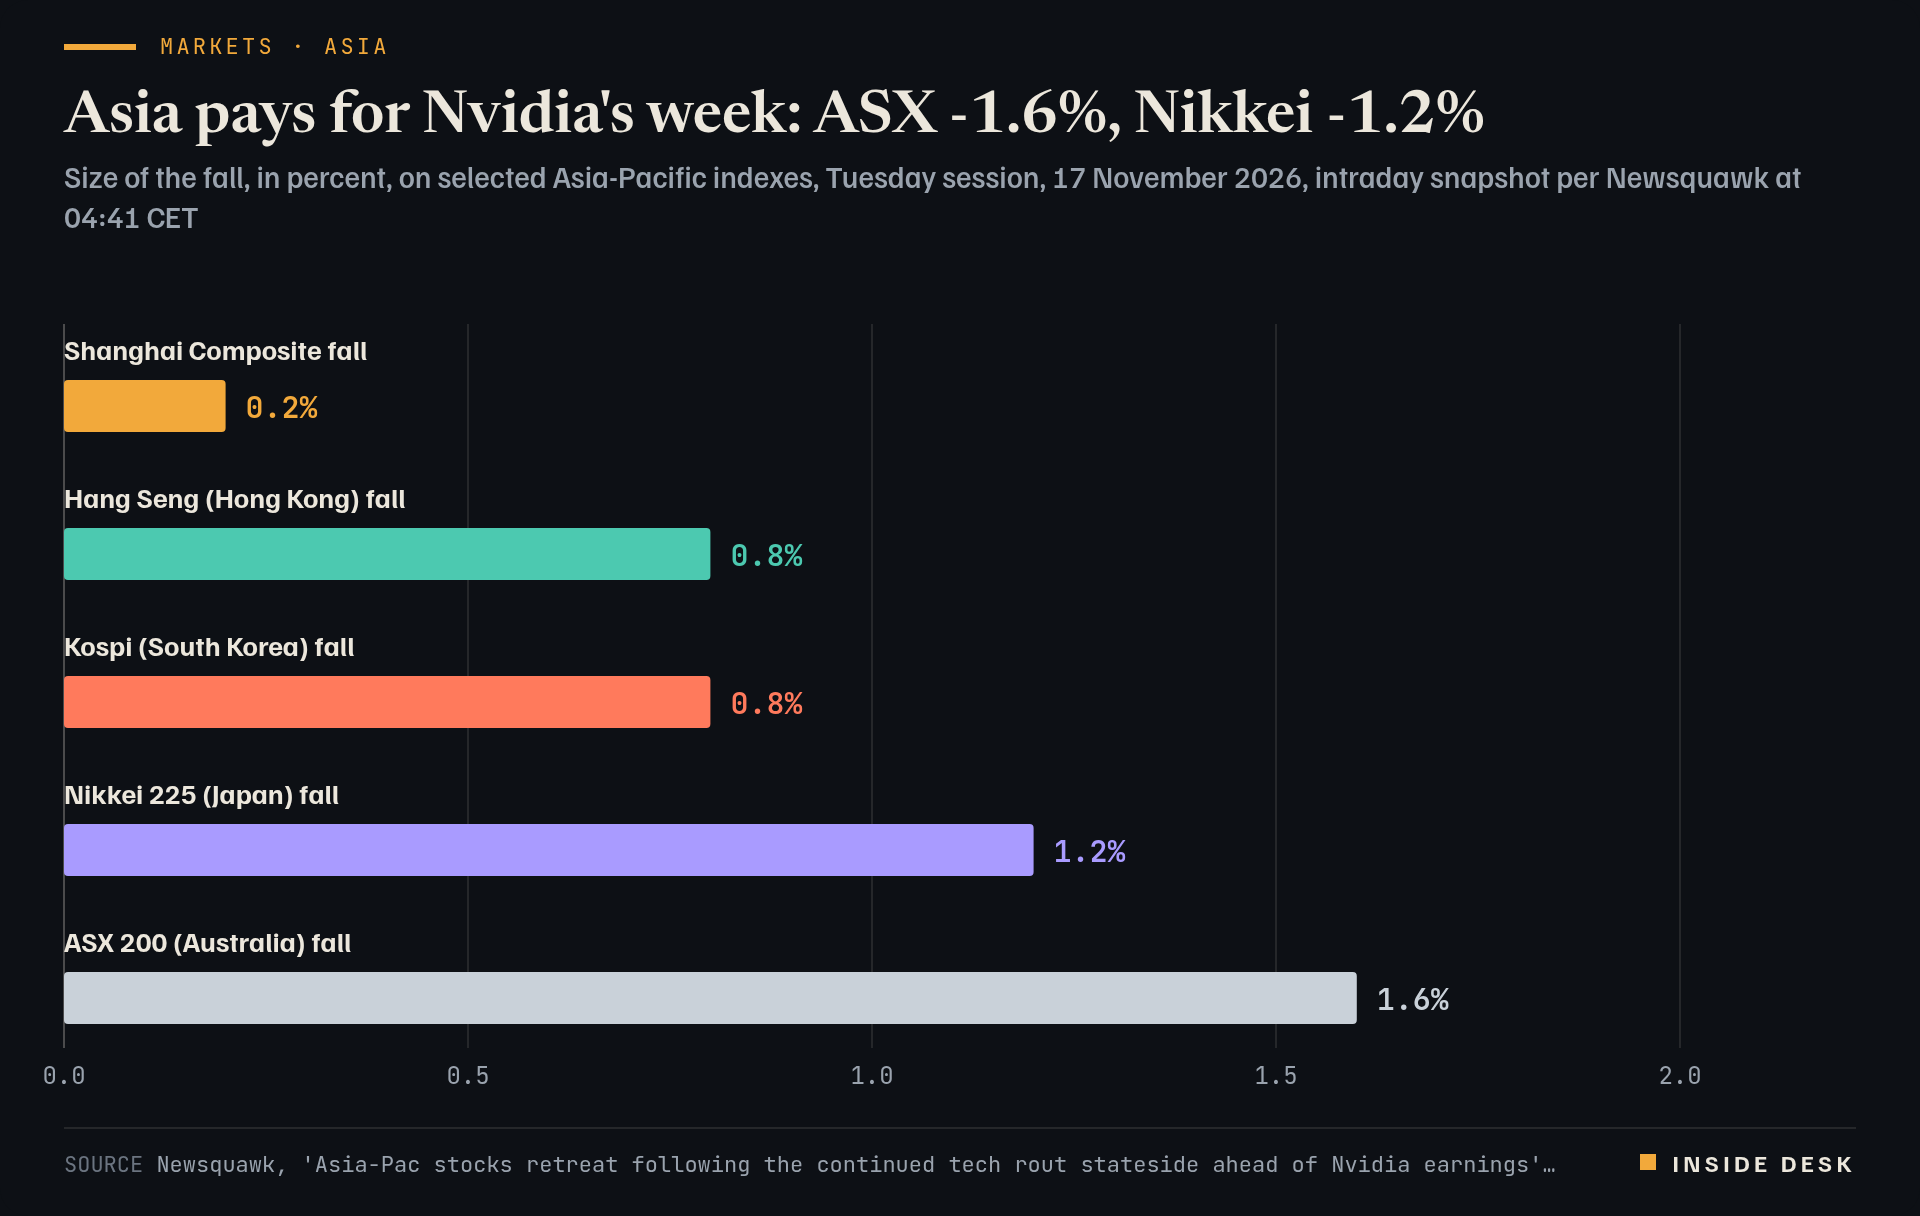 MARKETS · ASIA
Asia pays for Nvidia's week: ASX -1.6%, Nikkei -1.2%
Size of the fall, in percent, on selected Asia-Pacific indexes, Tuesday session, 17 November 2026, intraday snapshot per Newsquawk at
04:41 CET
Shanghai Composite fall
0.2%
Hang Seng (Hong Kong) fall
0.8%
Kospi (South Korea) fall
0.8%
Nikkei 225 (Japan) fall
1.2%
ASX 200 (Australia) fall
1.6%
0.0 0.5 1.0 1.5 2.0
SOURCE Newsquawk, 'Asia-Pac stocks retreat following the continued tech rout stateside ahead of Nvidia earnings'…
INSIDE DESK